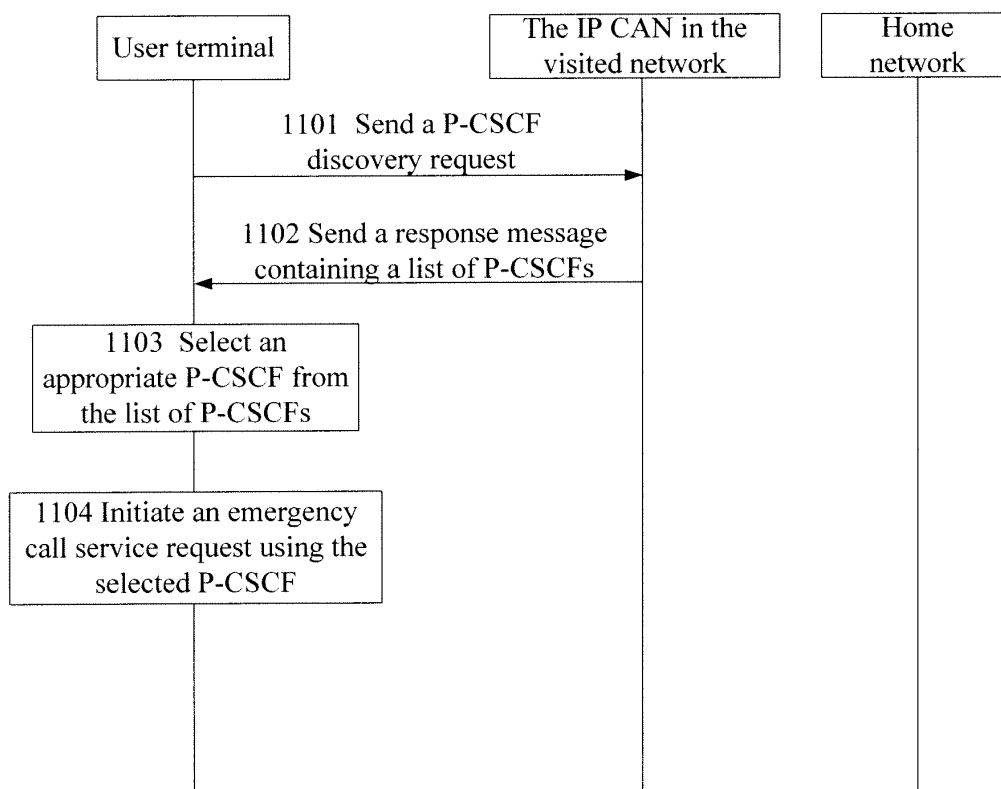 User terminal
The IP CAN in the
visited network
Home
network
1101 Send a P-CSCF
discovery request
1102 Send a response message
containing a list of P-CSCFs
1103 Select an
appropriate P-CSCF from
the list of P-CSCFs
1104 Initiate an emergency
call service request using the
selected P-CSCF